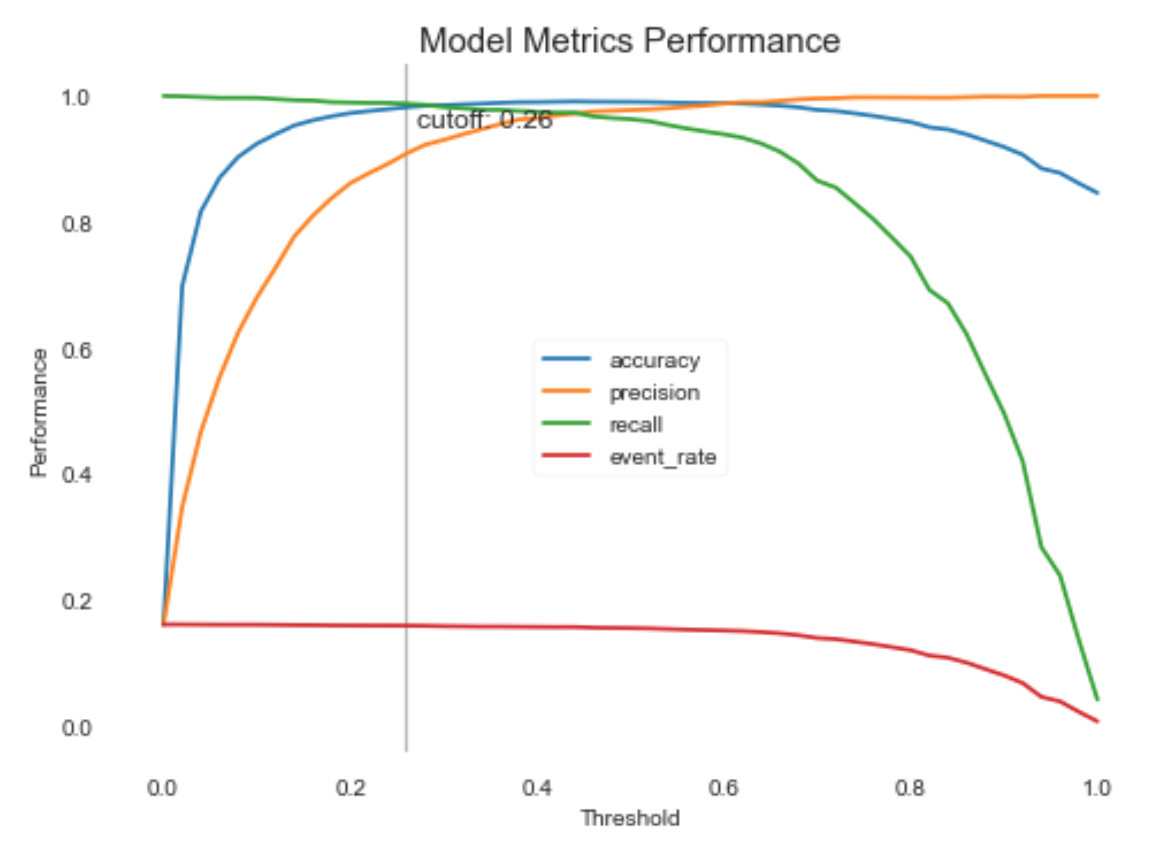 Model Metrics Performance
1.0
cutoff: 0.26
0.8
0.6
accuracy
precision
recall
event_rate
Performance
0.4
0.2
0.0
0.0 0.2 0.4 0.6 0.8 1.0
Threshold